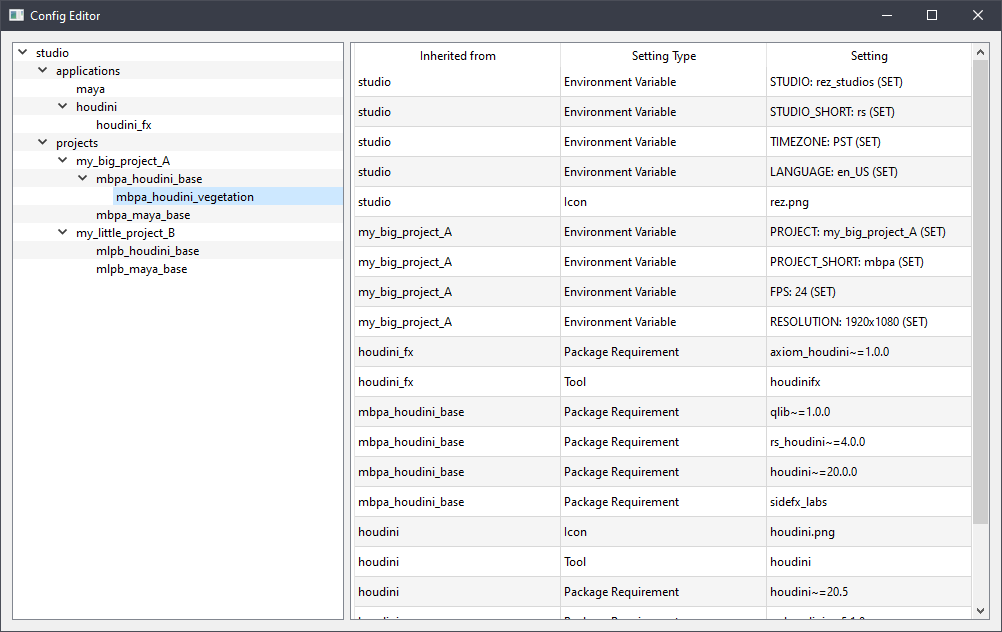 Config Editor
studio
applications
maya
houdini
houdini_fx
projects
my_big_project_A
mbpa_houdini_base
mbpa_houdini_vegetation
mbpa_maya_base
my_little_project_B
mlpb_houdini_base
mlpb_maya_base
Inherited from Setting Type Setting
studio Environment Variable STUDIO: rez_studios (SET)
studio Environment Variable STUDIO_SHORT: rs (SET)
studio Environment Variable TIMEZONE: PST (SET)
studio Environment Variable LANGUAGE: en_US (SET)
studio Icon rez.png
my_big_project_A Environment Variable PROJECT: my_big_project_A (SET)
my_big_project_A Environment Variable PROJECT_SHORT: mbpa (SET)
my_big_project_A Environment Variable FPS: 24 (SET)
my_big_project_A Environment Variable RESOLUTION: 1920x1080 (SET)
houdini_fx Package Requirement axiom_houdini~=1.0.0
houdini_fx Tool houdinifx
mbpa_houdini_base Package Requirement qlib~=1.0.0
mbpa_houdini_base Package Requirement rs_houdini~=4.0.0
mbpa_houdini_base Package Requirement houdini~=20.0.0
mbpa_houdini_base Package Requirement sidefx_labs
houdini Icon houdini.png
houdini Tool houdini
houdini Package Requirement houdini~=20.5
houdini Package Requirement